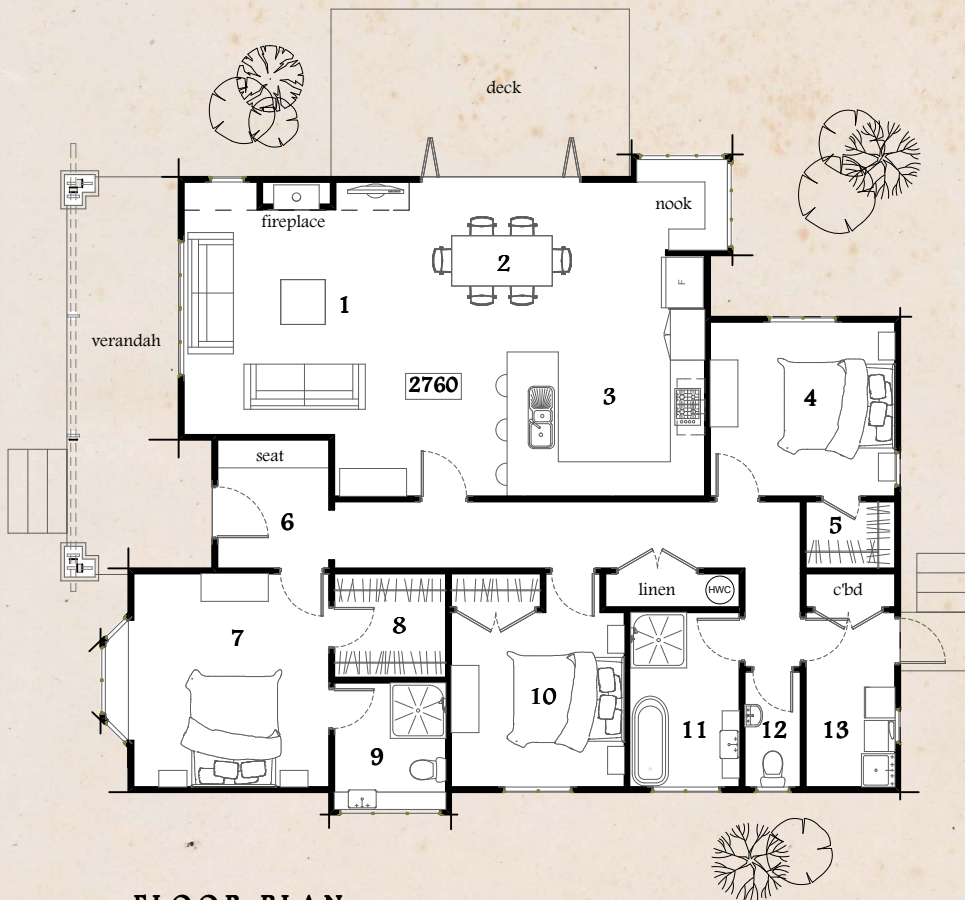 deck
nook
fireplace
2
F
1
verandah
2760
3
4
seat
6
5
linen
HWC
c'bd
7
8
10
11
12
13
9
FLOOR PLAN